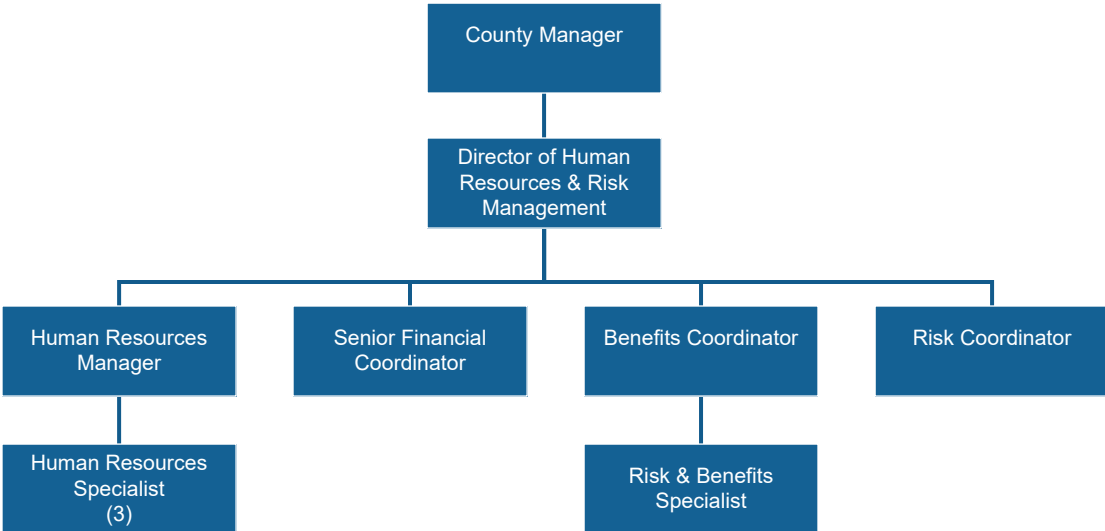 County Manager
Director of Human
Resources & Risk
Management
Human Resources
Manager
Senior Financial
Coordinator
Benefits Coordinator
Risk Coordinator
Human Resources
Specialist
(3)
Risk & Benefits
Specialist